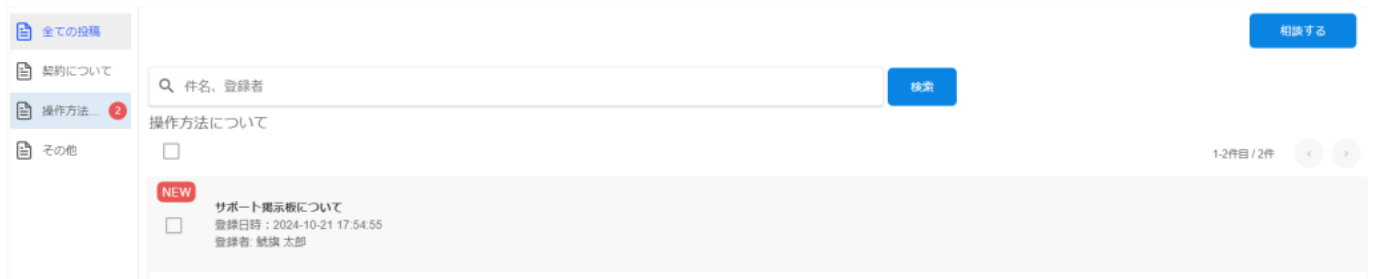 全ての投稿
契約について
操作方法... 2
その他
相談する
件名、登録者
検索
操作方法について
1-2件目 / 2件
NEW
サポート掲示板について
登録日時：2024-10-21 17:54:55
登録者: 鯱旗 太郎